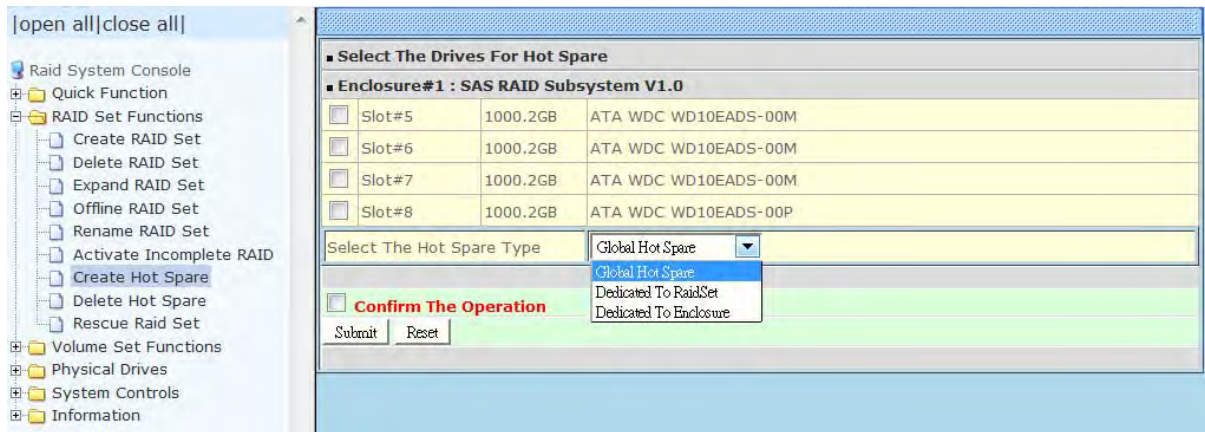 |open all|close all|
Raid System Console
Quick Function
RAID Set Functions
Create RAID Set
Delete RAID Set
Expand RAID Set
Offline RAID Set
Rename RAID Set
Activate Incomplete RAID
Create Hot Spare
Delete Hot Spare
Rescue Raid Set
Volume Set Functions
Physical Drives
System Controls
Information
Select The Drives For Hot Spare
Enclosure#1 : SAS RAID Subsystem V1.0
Slot#5 1000.2GB ATA WDC WD10EADS-00M
Slot#6 1000.2GB ATA WDC WD10EADS-00M
Slot#7 1000.2GB ATA WDC WD10EADS-00M
Slot#8 1000.2GB ATA WDC WD10EADS-00P
Select The Hot Spare Type Global Hot Spare
Global Hot Spare
Dedicated To RaidSet
Dedicated To Enclosure
Confirm The Operation
Submit Reset